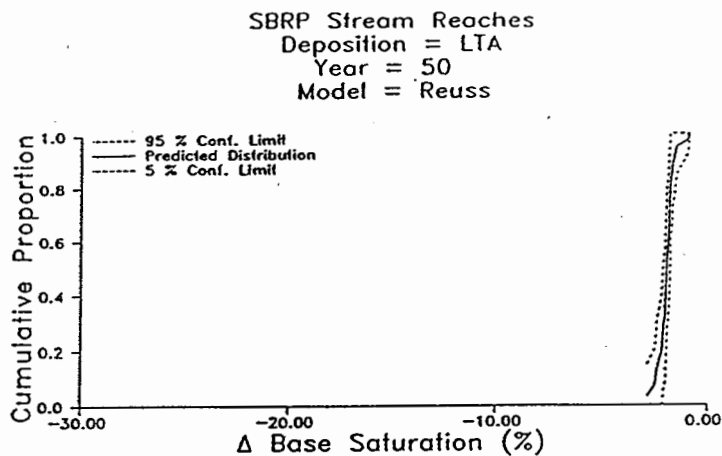 SBRP Stream Reaches
Deposition = LTA
Year = 50
Model = Reuss
95 % Conf. Limit
Predicted Distribution
5 % Conf. Limit
Cumulative Proportion
1.0
0.8
0.6
0.4
0.2
0.0
-30.00
-20.00
-10.00
0.00
Δ Base Saturation (%)